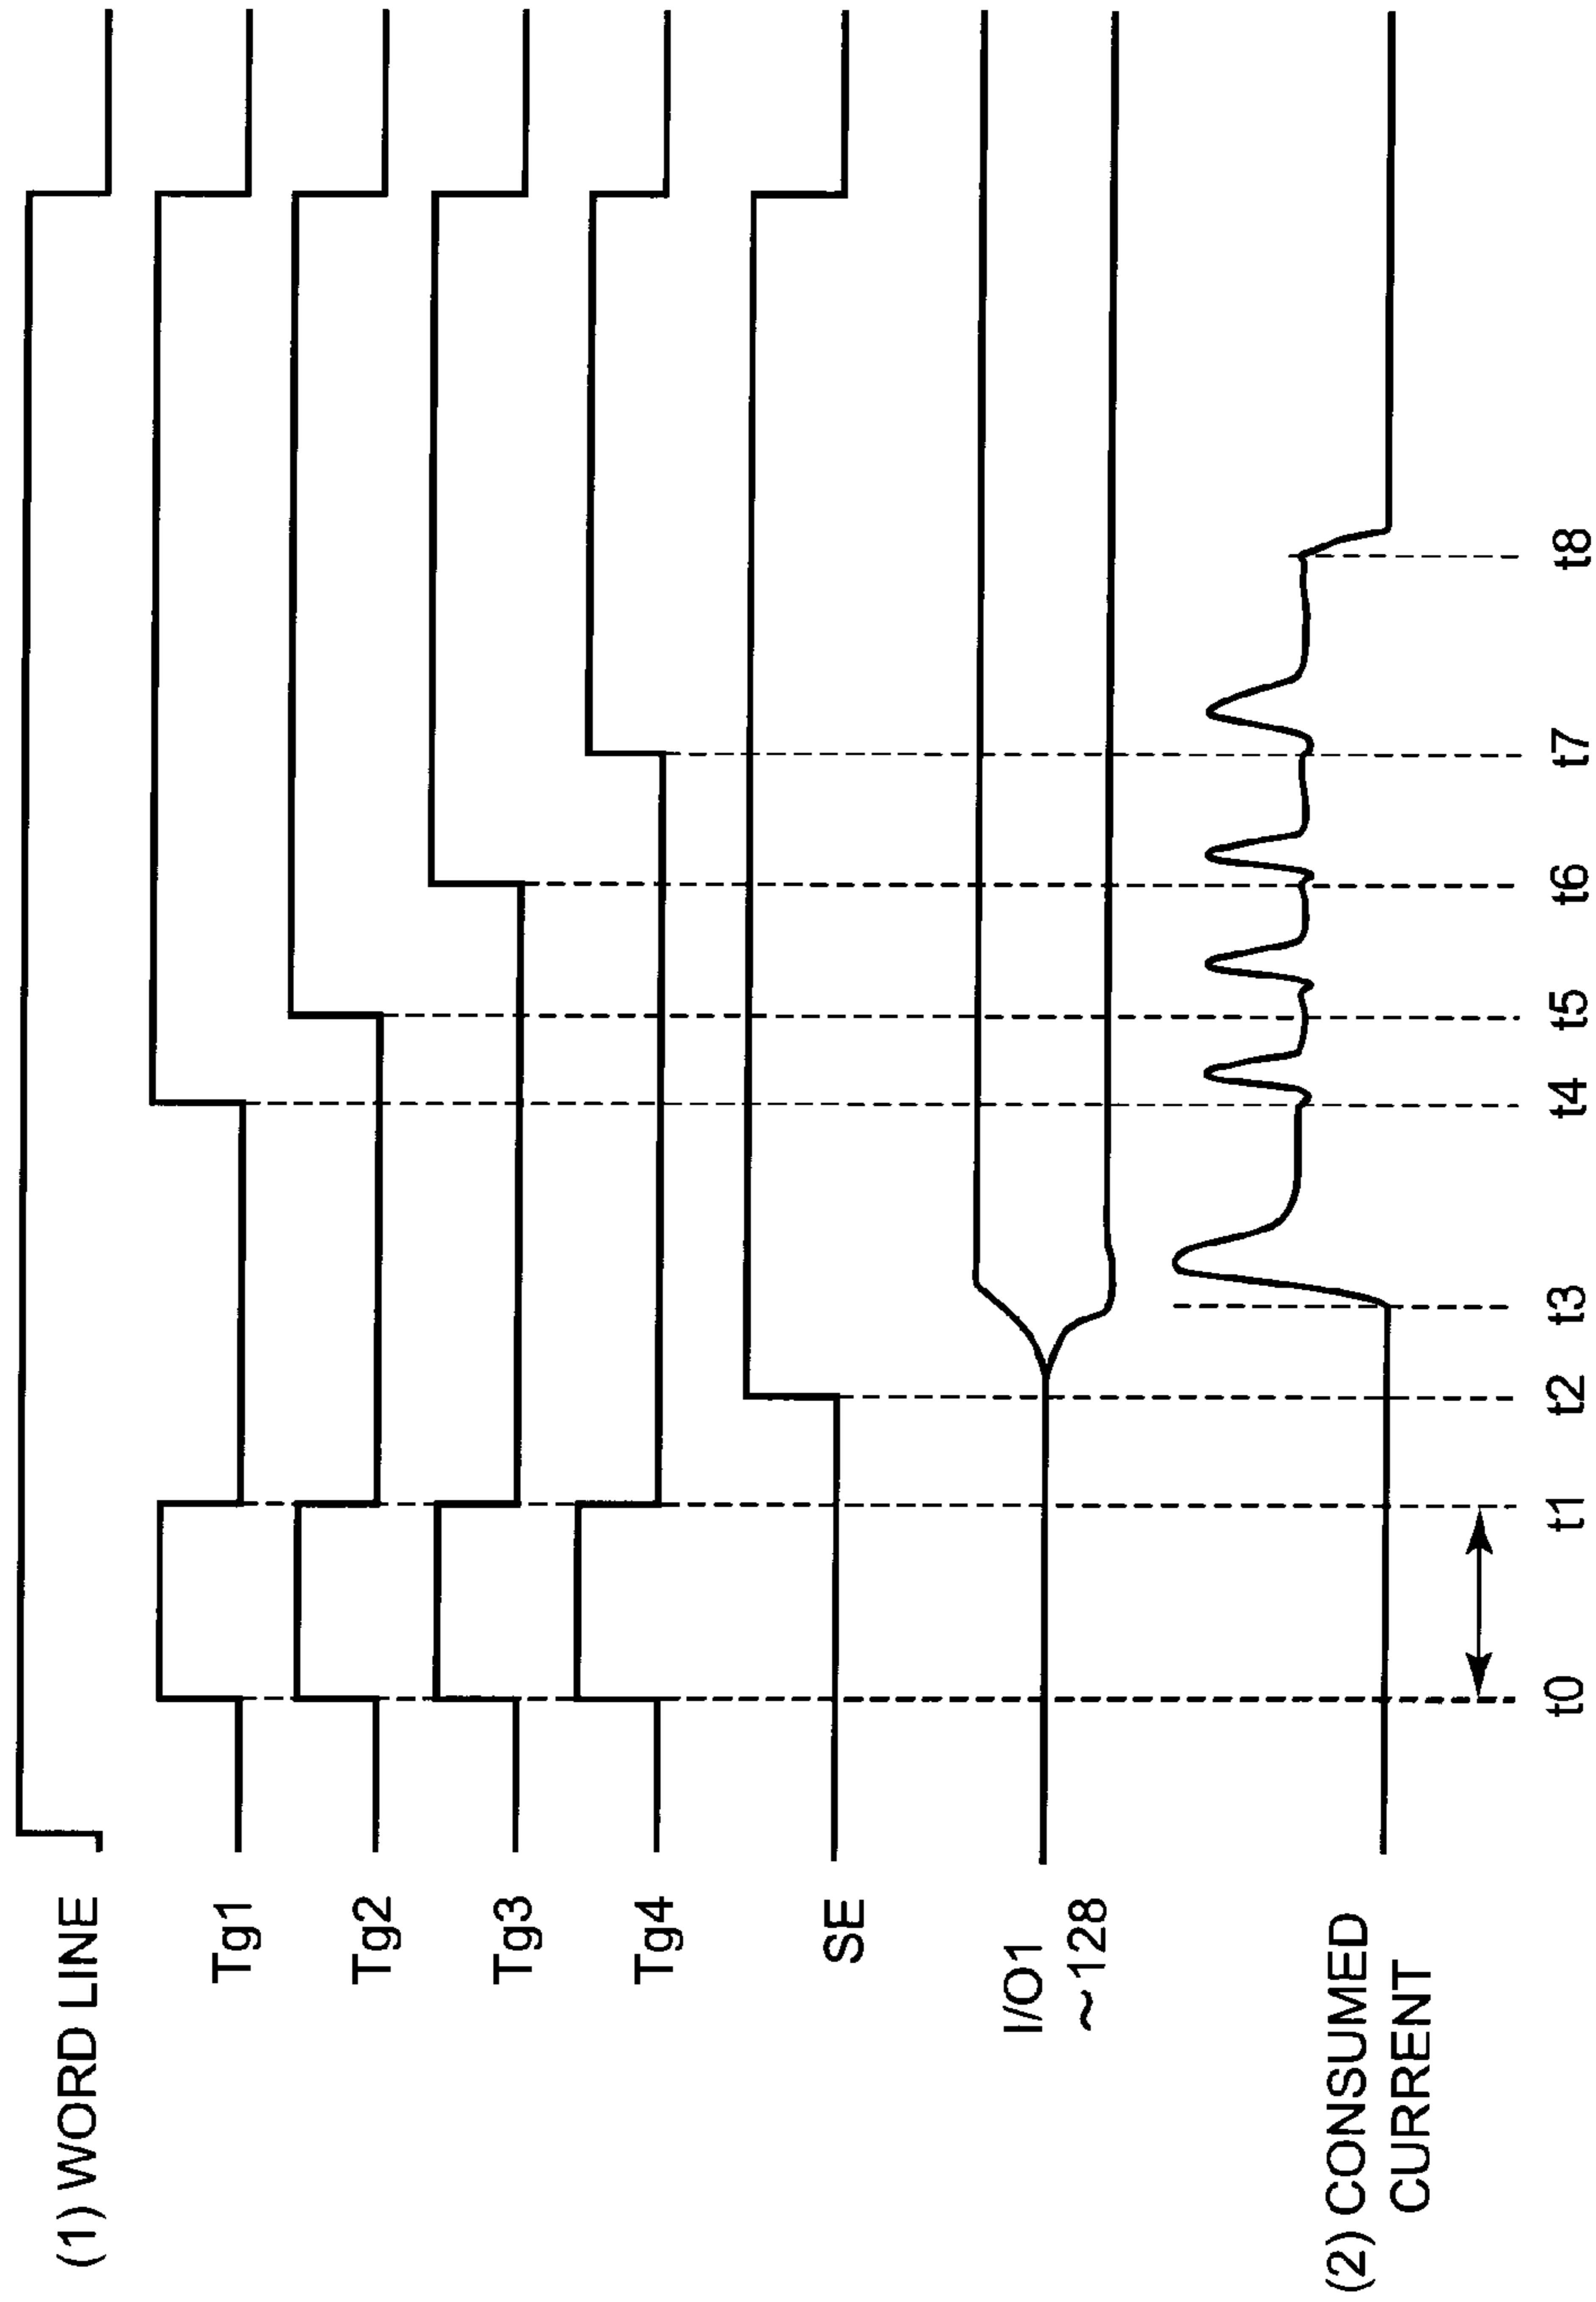 (1) WORD LINE
Tg1
Tg2
Tg3
Tg4
SE
I/O1
~128
(2) CONSUMED
CURRENT
t0 t1 t2 t3 t4 t5 t6 t7 t8